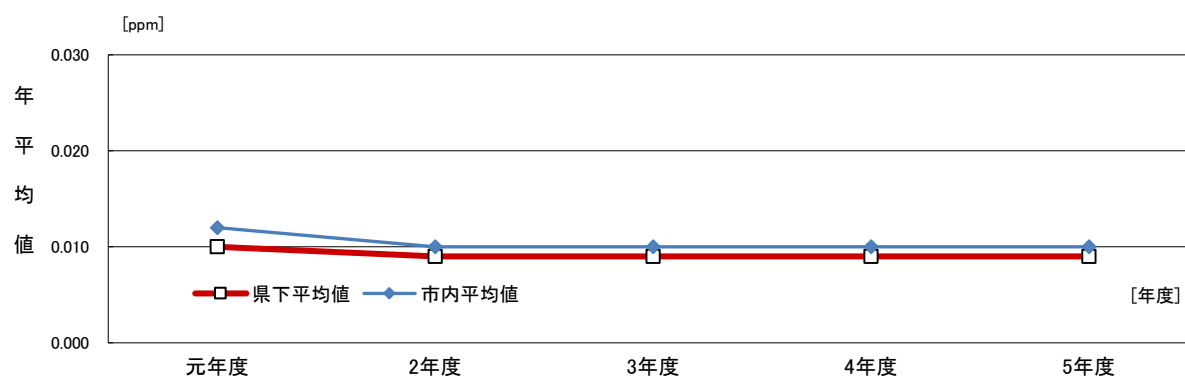 [ppm]
0.030
0.020
0.010
0.000
年平均値
県下平均値
市内平均値
[年度]
元年度
2年度
3年度
4年度
5年度